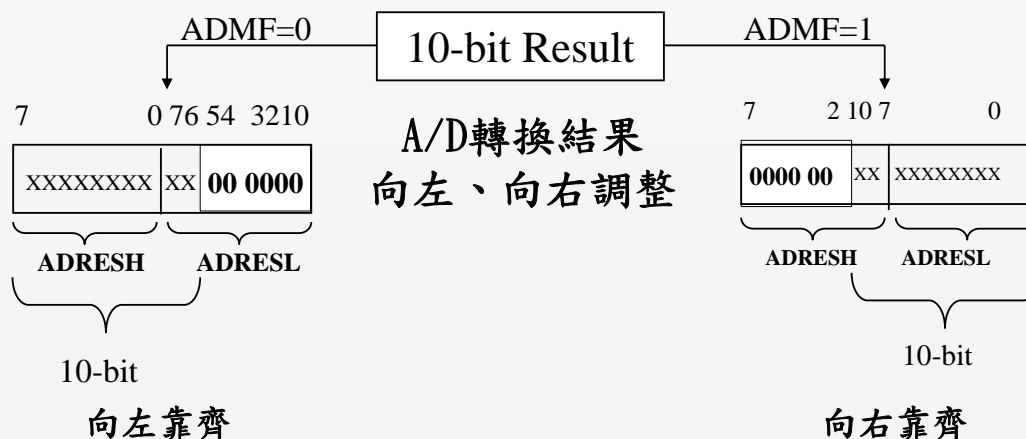 ADMF=0 10-bit Result ADMF=1
7 0 76 54 3210
7 2 10 7 0
A/D轉換結果
向左、向右調整
XXXXXXXX XX 00 0000
0000 00 XX XXXXXXXX
ADRESH ADRESL
ADRESH ADRESL
10-bit
10-bit
向左靠齊
向右靠齊